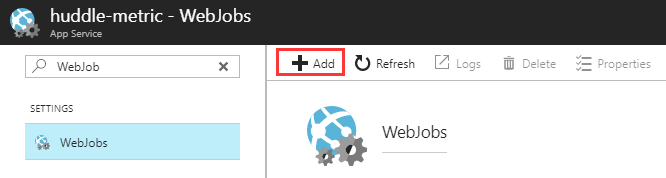 huddle-metric - WebJobs
App Service
WebJob
Add Refresh Logs Delete Properties
SETTINGS
WebJobs
WebJobs